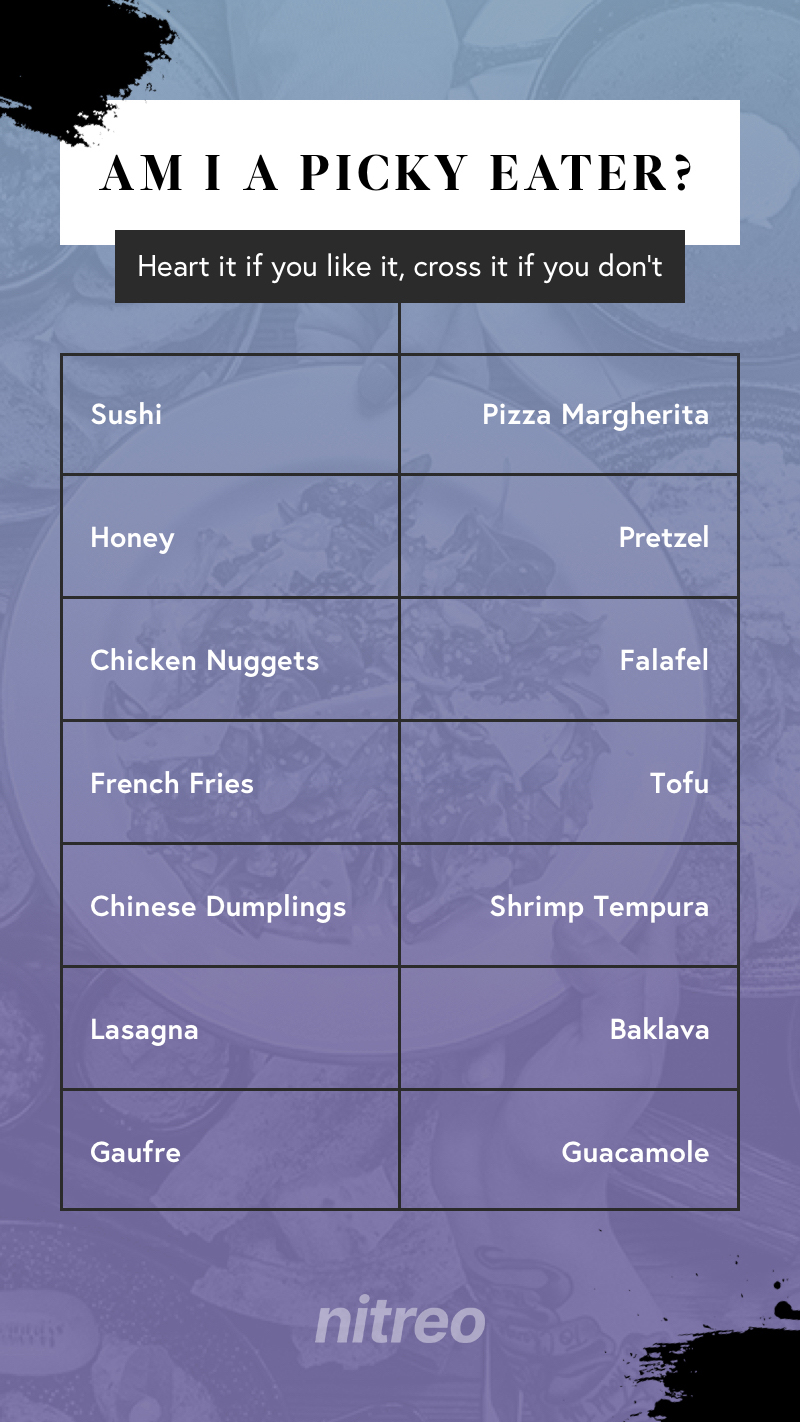 AM I A PICKY EATER?
Heart it if you like it, cross it if you don't
Sushi
Pizza Margherita
Honey
Pretzel
Chicken Nuggets
Falafel
French Fries
Tofu
Chinese Dumplings
Shrimp Tempura
Lasagna
Baklava
Gaufre
Guacamole
nitreo